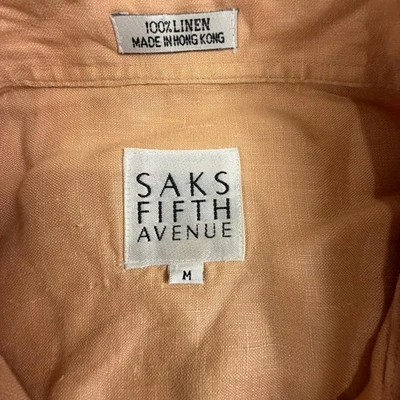 100% LINEN
MADE IN HONG KONG
SAKS
FIFTH
AVENUE
M